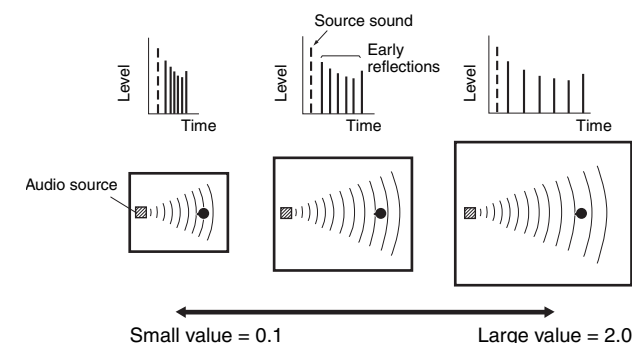 Source sound
Early
reflections
Level
Time
Level
Time
Level
Time
Audio source
Small value = 0.1
Large value = 2.0